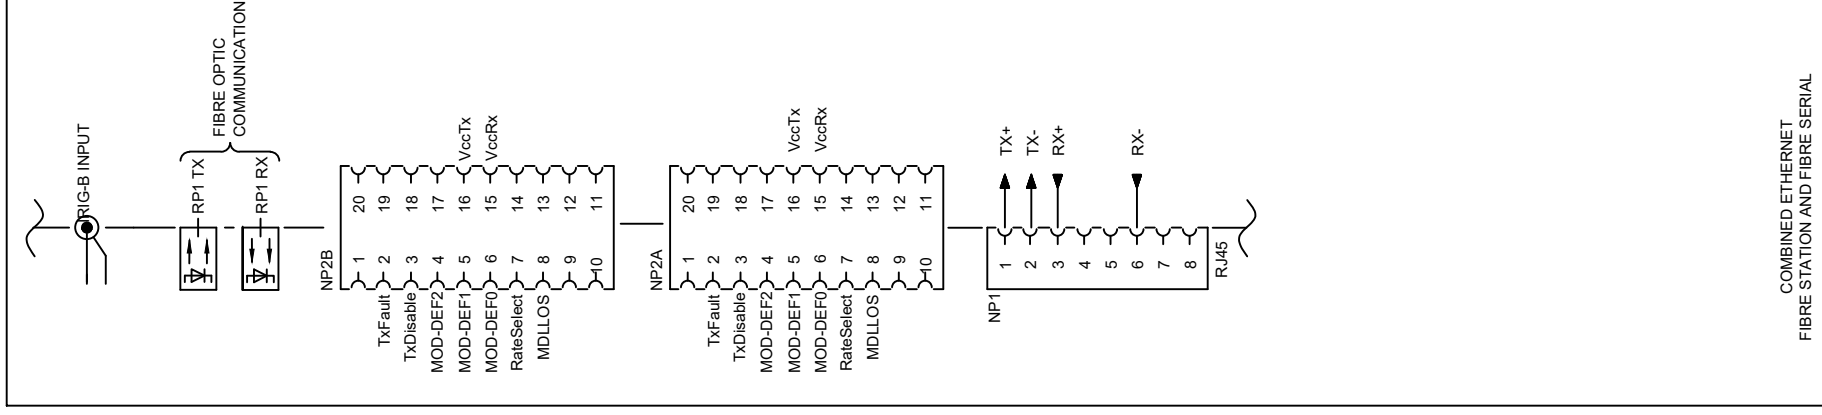 IRIG-B INPUT
RP1 TX
RP1 RX
FIBRE OPTIC
COMMUNICATION
NP2B
20
19
18
17
16
15
14
13
12
11
VccTx
VccRx
1
2
3
4
5
6
7
8
9
10
TxFault
TxDisable
MOD-DEF2
MOD-DEF1
MOD-DEF0
RateSelect
MDLLOS
NP2A
20
19
18
17
16
15
14
13
12
11
VccTx
VccRx
1
2
3
4
5
6
7
8
9
10
TxFault
TxDisable
MOD-DEF2
MOD-DEF1
MOD-DEF0
RateSelect
MDLLOS
NP1
1
2
3
4
5
6
7
8
TX+
TX-
RX+
RX-
RJ45
COMBINED ETHERNET
FIBRE STATION AND FIBRE SERIAL